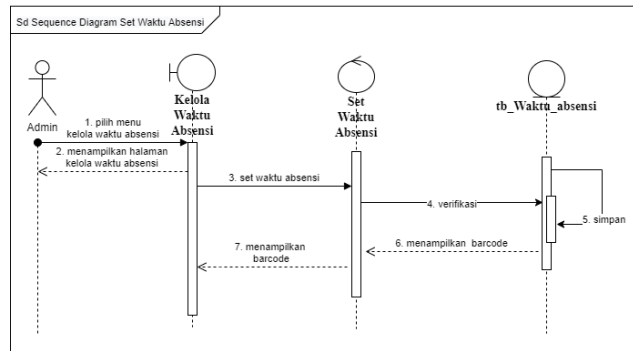 Sd Sequence Diagram Set Waktu Absensi
Admin
Kelola
Waktu
Absensi
Set
Waktu
Absensi
tb_Waktu_absensi
1. pilih menu
kelola waktu absensi
2. menampilkan halaman
kelola waktu absensi
3. set waktu absensi
4. verifikasi
5. simpan
6. menampilkan barcode
7. menampilkan
barcode